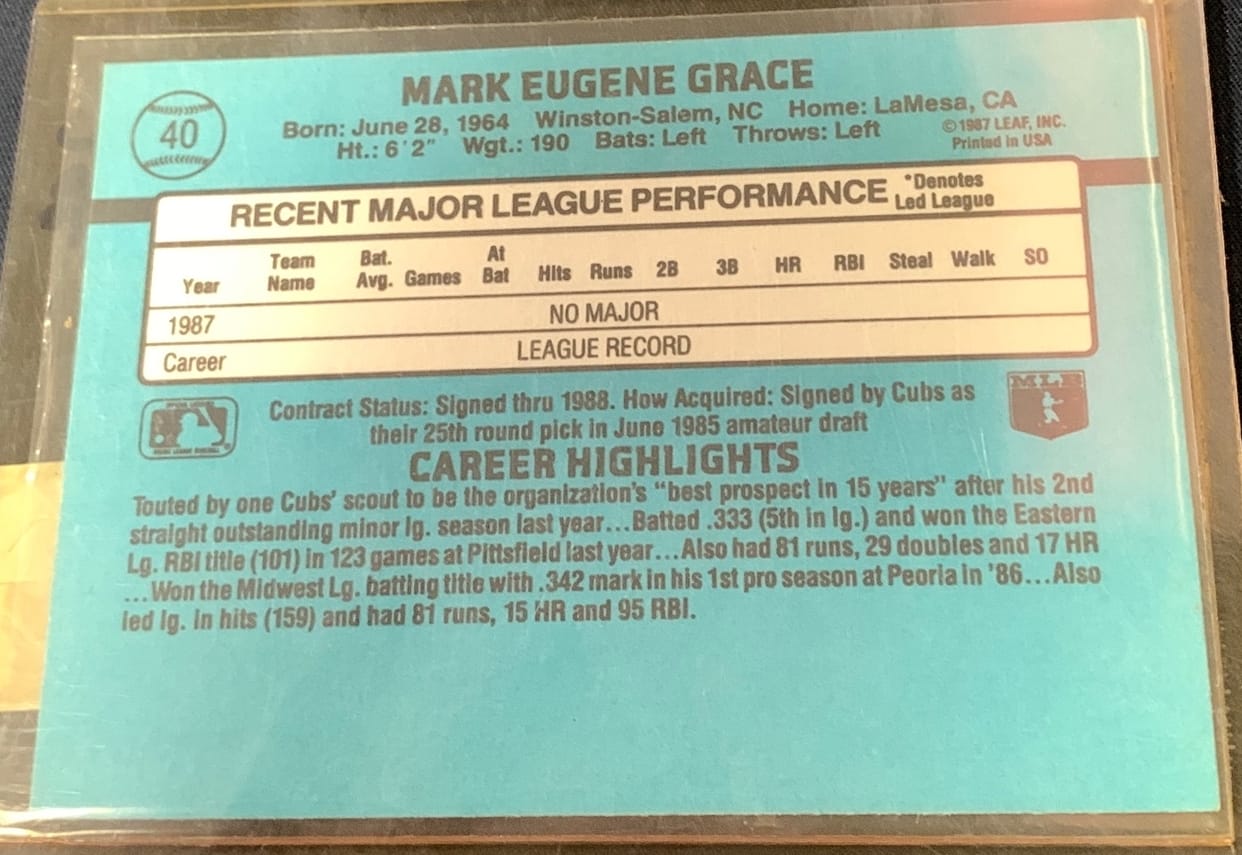 MARK EUGENE GRACE
40
Born: June 28, 1964 Winston-Salem, NC Home: LaMesa, CA
Ht.: 6'2" Wgt.: 190 Bats: Left Throws: Left
©1987 LEAF, INC.
Printed in USA
RECENT MAJOR LEAGUE PERFORMANCE *Denotes Led League
Year Team Name Bat. Avg. Games At Bat Hits Runs 2B 3B HR RBI Steal Walk SO
1987 NO MAJOR
Career LEAGUE RECORD
Contract Status: Signed thru 1988. How Acquired: Signed by Cubs as
their 25th round pick in June 1985 amateur draft
MLB
CAREER HIGHLIGHTS
Touted by one Cubs' scout to be the organization's "best prospect in 15 years" after his 2nd
straight outstanding minor lg. season last year...Batted .333 (5th in lg.) and won the Eastern
Lg. RBI title (101) in 123 games at Pittsfield last year...Also had 81 runs, 29 doubles and 17 HR
...Won the Midwest Lg. batting title with .342 mark in his 1st pro season at Peoria in '86...Also
led lg. in hits (159) and had 81 runs, 15 HR and 95 RBI.